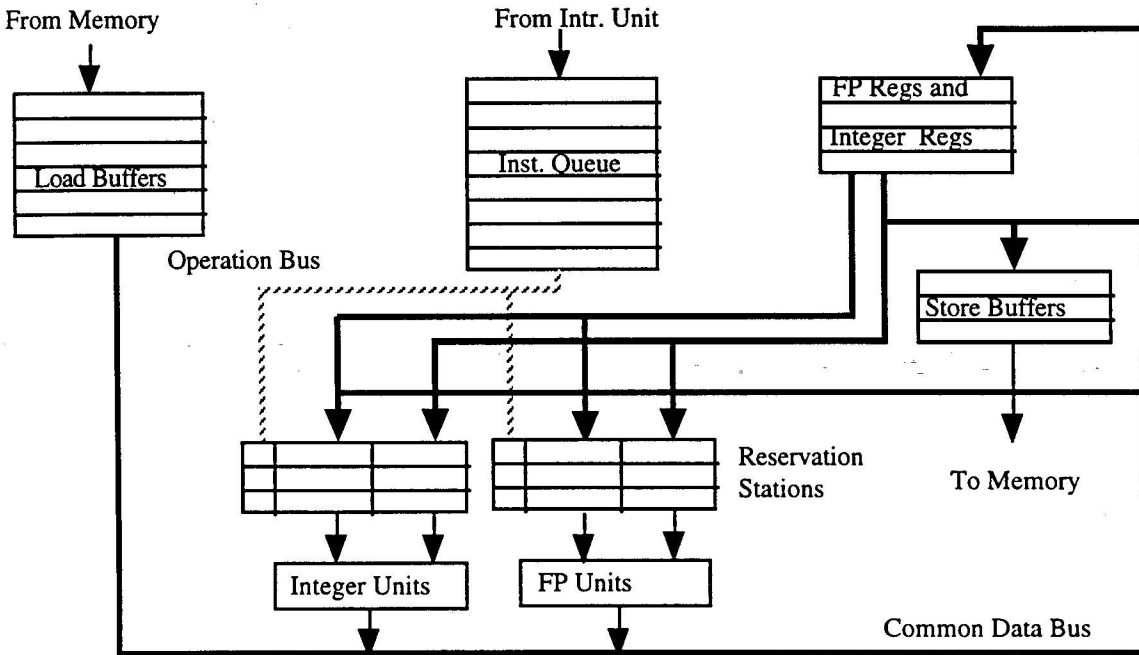 From Memory
From Intr. Unit
FP Regs and
Integer Regs
Load Buffers
Inst. Queue
Operation Bus
Store Buffers
Reservation
Stations
To Memory
Integer Units
FP Units
Common Data Bus